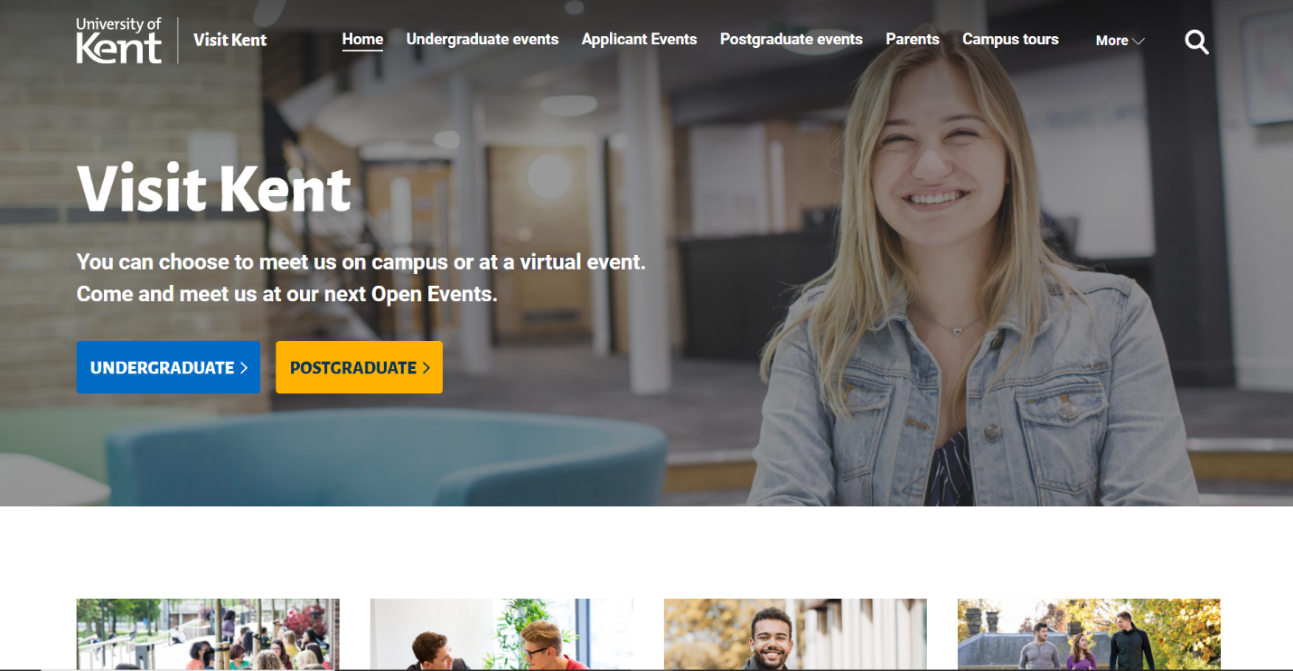 University of
Kent
Visit Kent
Home
Undergraduate events
Applicant Events
Postgraduate events
Parents
Campus tours
More
Visit Kent
You can choose to meet us on campus or at a virtual event.
Come and meet us at our next Open Events.
UNDERGRADUATE
POSTGRADUATE